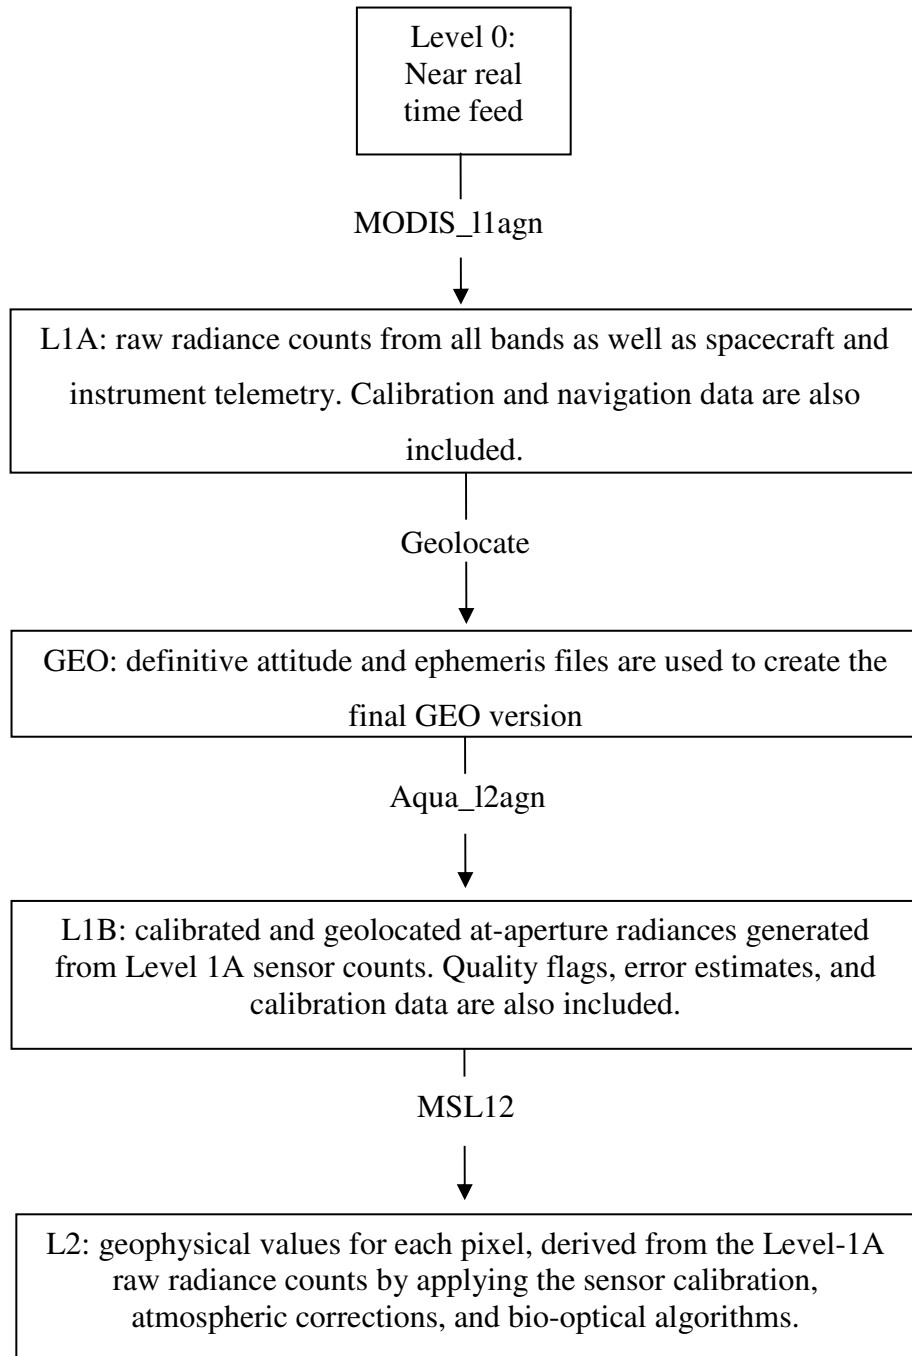 Level 0:
Near real
time feed
MODIS_l1agn
L1A: raw radiance counts from all bands as well as spacecraft and
instrument telemetry. Calibration and navigation data are also
included.
Geolocate
GEO: definitive attitude and ephemeris files are used to create the
final GEO version
Aqua_l2agn
L1B: calibrated and geolocated at-aperture radiances generated
from Level 1A sensor counts. Quality flags, error estimates, and
calibration data are also included.
MSL12
L2: geophysical values for each pixel, derived from the Level-1A
raw radiance counts by applying the sensor calibration,
atmospheric corrections, and bio-optical algorithms.